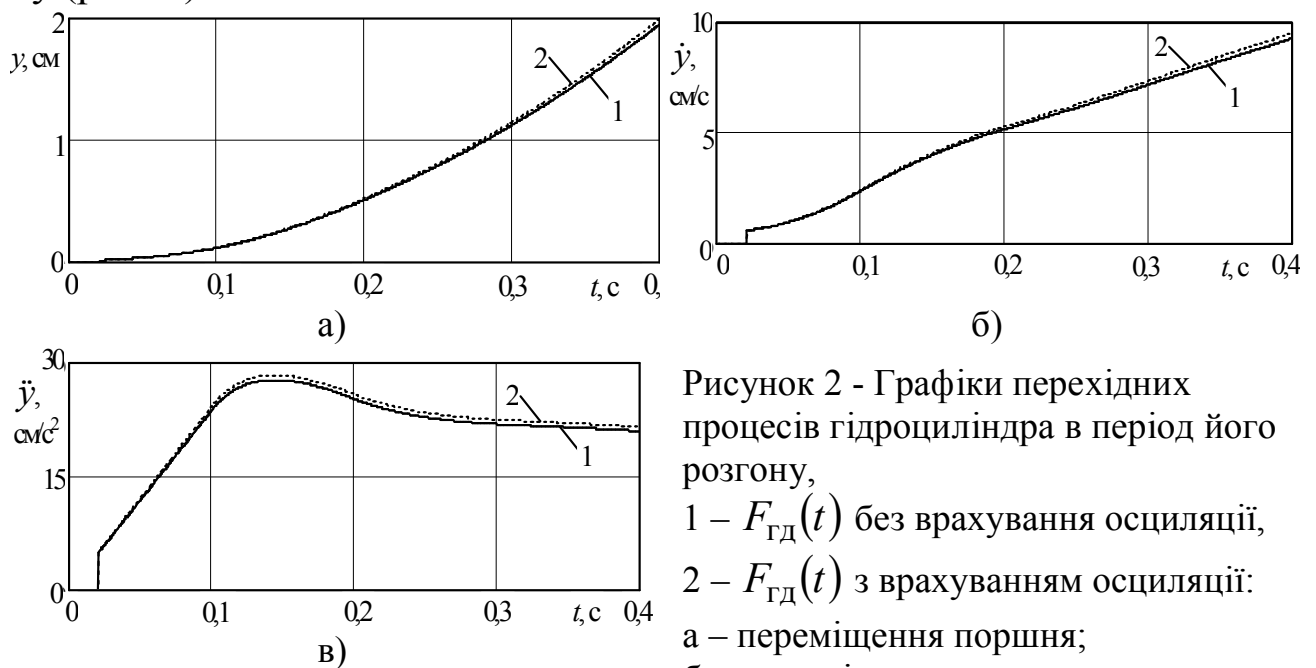 2
y, см
1
0
0
0,1
0,2
0,3
t, с
0,
2
1
а)
10
ẏ,
см/с
5
0
0
0,1
0,2
0,3
t, с
0,4
2
1
б)
30
ÿ,
см/с²
15
0
0
0,1
0,2
0,3
t, с
0,4
2
1
в)
Рисунок 2 - Графіки перехідних
процесів гідроциліндра в період його
розгону,
1 – F_ГД(t) без врахування осциляції,
2 – F_ГД(t) з врахуванням осциляції:
а – переміщення поршня;